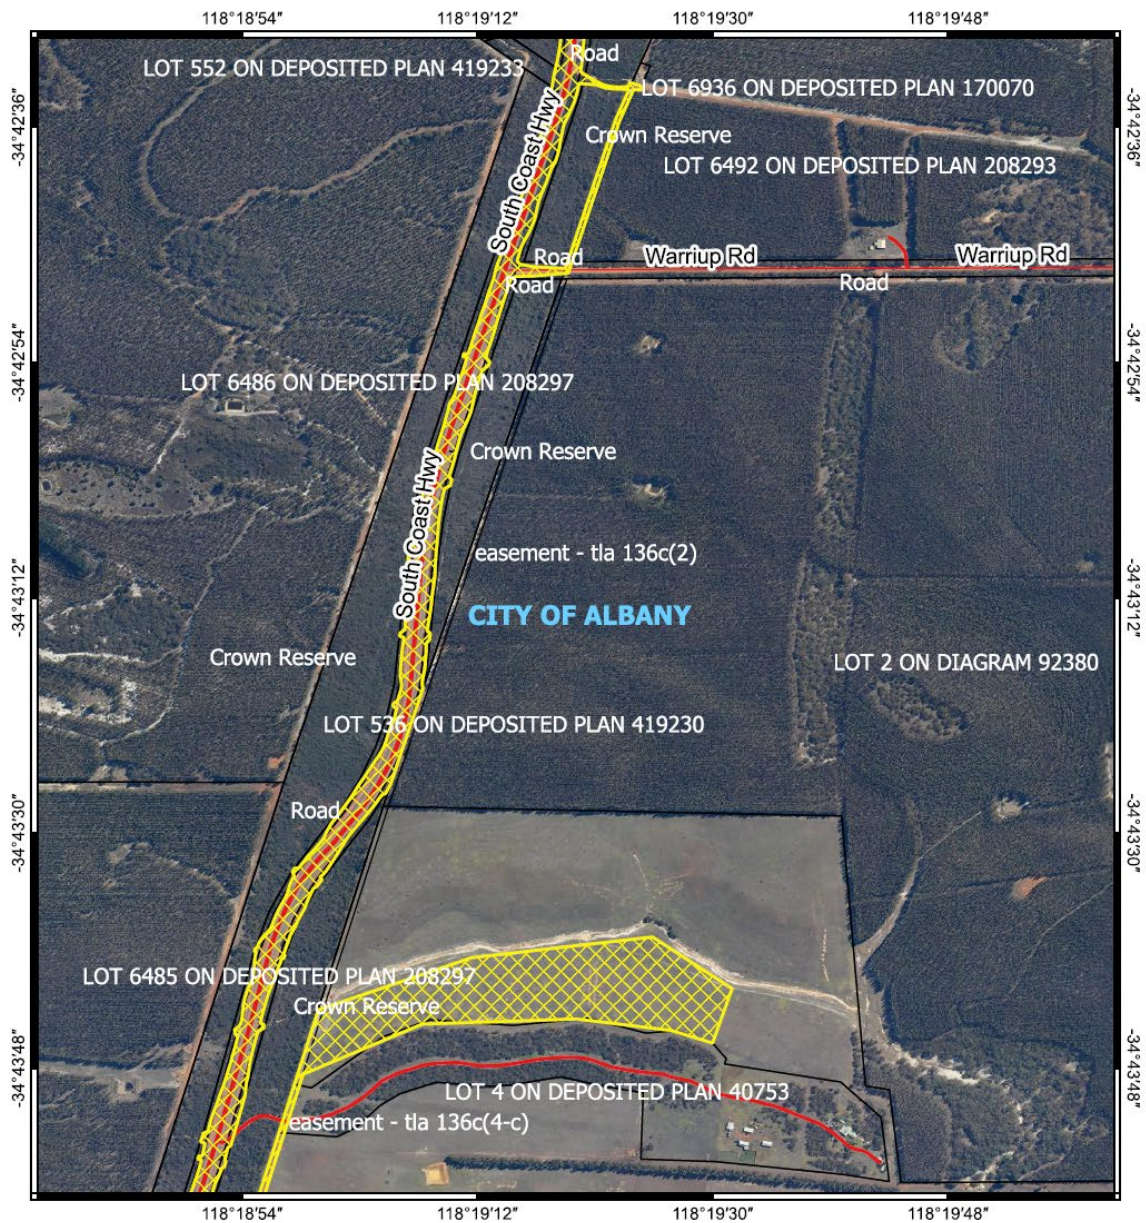 118°18'54" 118°19'12" 118°19'30" 118°19'48"
Road
LOT 552 ON DEPOSITED PLAN 419233
LOT 6936 ON DEPOSITED PLAN 170070
-34°42'36"
-34°42'36"
Crown Reserve
LOT 6492 ON DEPOSITED PLAN 208293
South Coast Hwy
Road
Warriup Rd
Warriup Rd
Road
Road
-34°42'54"
-34°42'54"
LOT 6486 ON DEPOSITED PLAN 208297
Crown Reserve
South Coast Hwy
easement - tla 136c(2)
-34°43'12"
-34°43'12"
CITY OF ALBANY
Crown Reserve
LOT 2 ON DIAGRAM 92380
LOT 536 ON DEPOSITED PLAN 419230
Road
-34°43'30"
-34°43'30"
LOT 6485 ON DEPOSITED PLAN 208297
Crown Reserve
-34°43'48"
-34°43'48"
LOT 4 ON DEPOSITED PLAN 40753
easement - tla 136c(4-c)
118°18'54" 118°19'12" 118°19'30" 118°19'48"